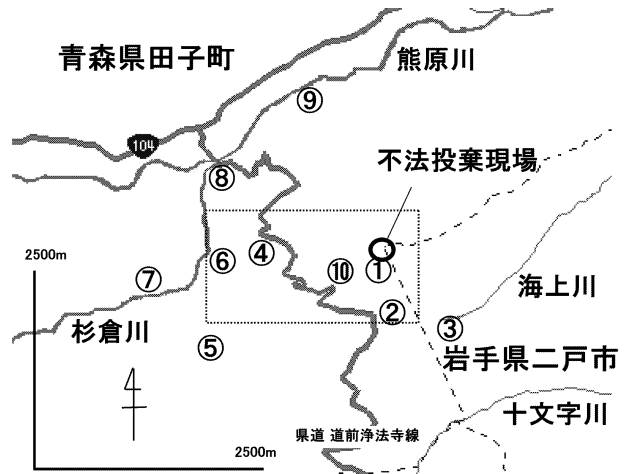 青森県田子町
熊原川
⑨
104
不法投棄現場
⑧
2500m
⑥
④
⑩
①
⑦
海上川
②
③
杉倉川
⑤
岩手県二戸市
十文字川
県道 道前浄法寺線
2500m